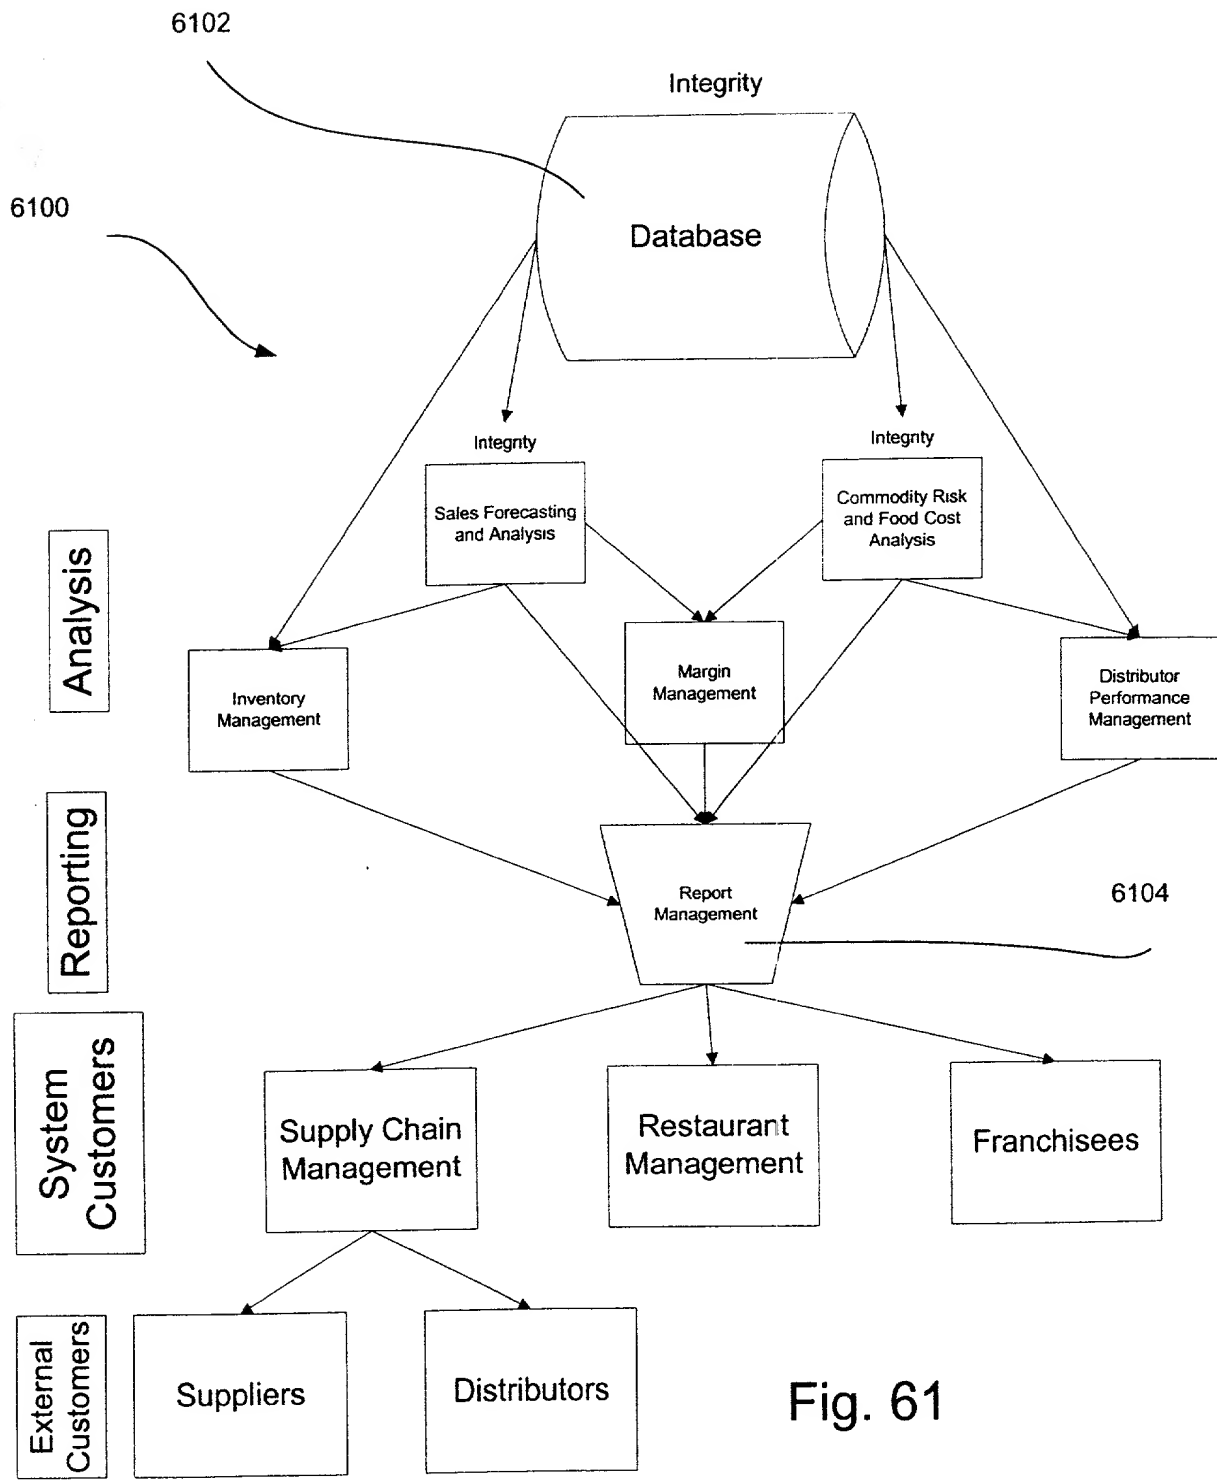 6102
Integrity
6100
Database
Integrity
Integrity
Sales Forecasting
and Analysis
Commodity Risk
and Food Cost
Analysis
Analysis
Inventory
Management
Margin
Management
Distributor
Performance
Management
Reporting
Report
Management
6104
System
Customers
Supply Chain
Management
Restaurant
Management
Franchisees
External
Customers
Suppliers
Distributors
Fig. 61